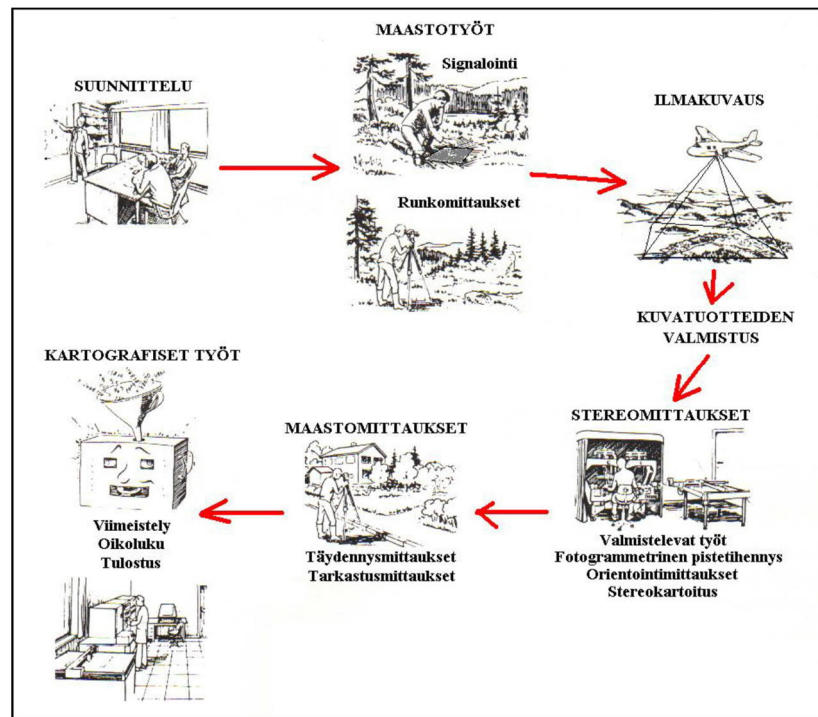 SUUNNITTELU
MAASTOTYÖT
Signalointi
Runkomittaukset
ILMAKUVAUS
KUVATUOTTEIDEN
VALMISTUS
STEREOMITTAUKSET
Valmistelevat työt
Fotogrammetrinen pistetihennys
Orientointimittaukset
Stereokartoitus
MAASTOMITTAUKSET
Täydennysmittaukset
Tarkastusmittaukset
KARTOGRAFISET TYÖT
Viimeistely
Oikoluku
Tulostus